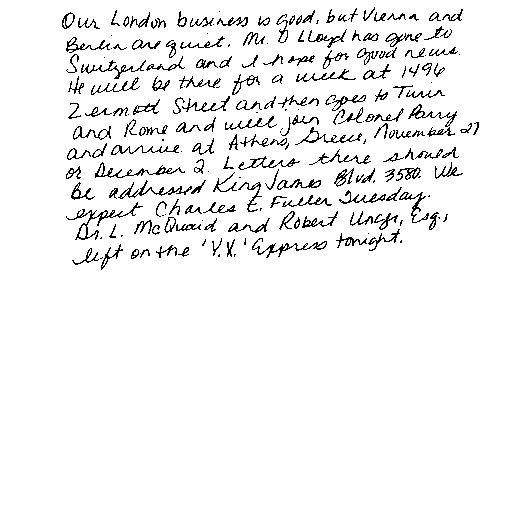 Our London business is good, but Vienna and
Berlin are quiet. Mr. D Lloyd has gone to
Switzerland and I hope for good news.
He will be there for a week at 1496
Zermott Street and then goes to Turin
and Rome and will join Colonel Parry
and arrive at Athens, Greece, November 27
or December 2. Letters there should
be addressed King James Blvd. 3580. We
expect Charles E. Fuller Tuesday.
Dr. L. McQuaid and Robert Unger, Esq.,
left on the 'Y.X.' Express tonight.